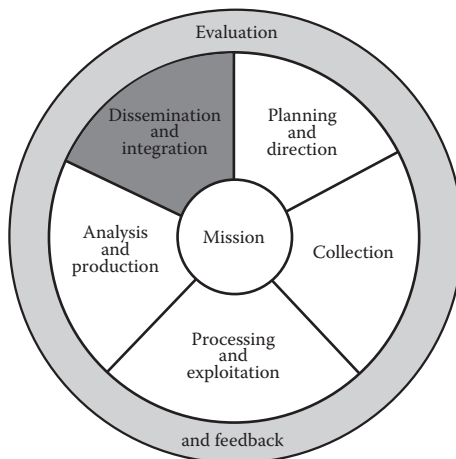 Evaluation
Dissemination
and
integration
Planning
and
direction
Analysis
and
production
Mission
Collection
Processing
and
exploitation
and feedback